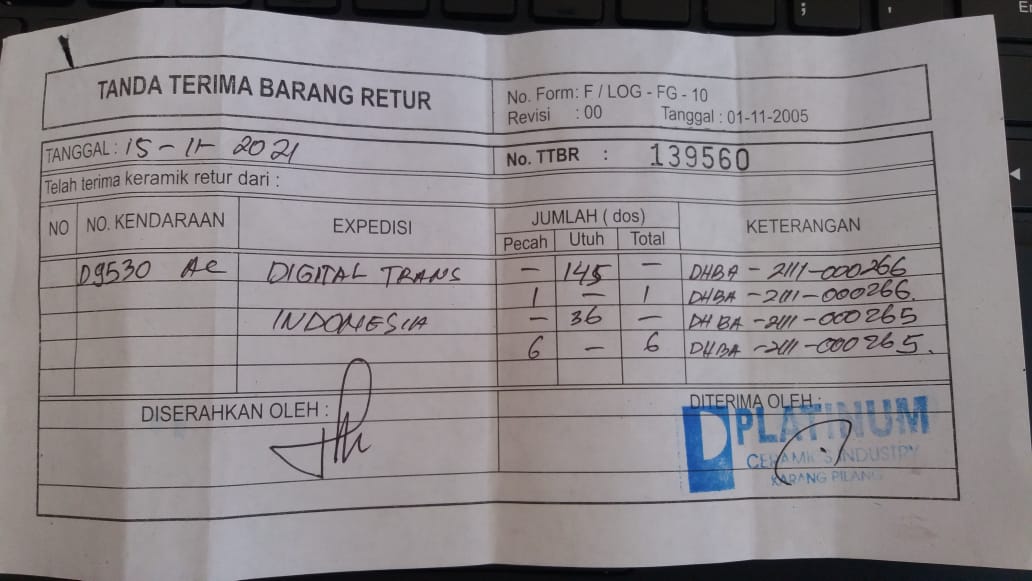 TANDA TERIMA BARANG RETUR
No. Form: F / LOG - FG - 10
Revisi : 00 Tanggal : 01-11-2005
TANGGAL : 15 - 11 - 2021
No. TTBR : 139560
Telah terima keramik retur dari :
NO NO. KENDARAAN EXPEDISI JUMLAH ( dos) KETERANGAN
Pecah Utuh Total
D9530 AE DIGITAL TRANS - 145 - DHBA - 2111-000266
1 - 1 DHBA - 2111-000266.
INDOMESIA - 36 - DHBA - 2111-000265
6 - 6 DHBA - 2111-000265.
DISERAHKAN OLEH :
DITERIMA OLEH :
PLATINUM
CERAMICS INDUSTRY
KARANG PILANG